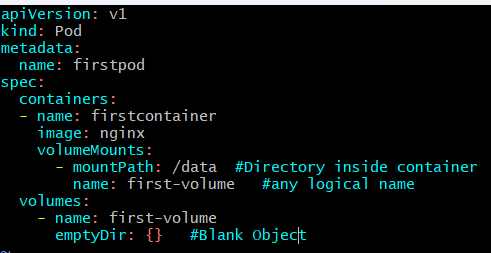 apiVersion: v1
kind: Pod
metadata:
  name: firstpod
spec:
  containers:
  - name: firstcontainer
    image: nginx
    volumeMounts:
      - mountPath: /data  #Directory inside container
        name: first-volume   #any logical name
  volumes:
    - name: first-volume
      emptyDir: {}   #Blank Object